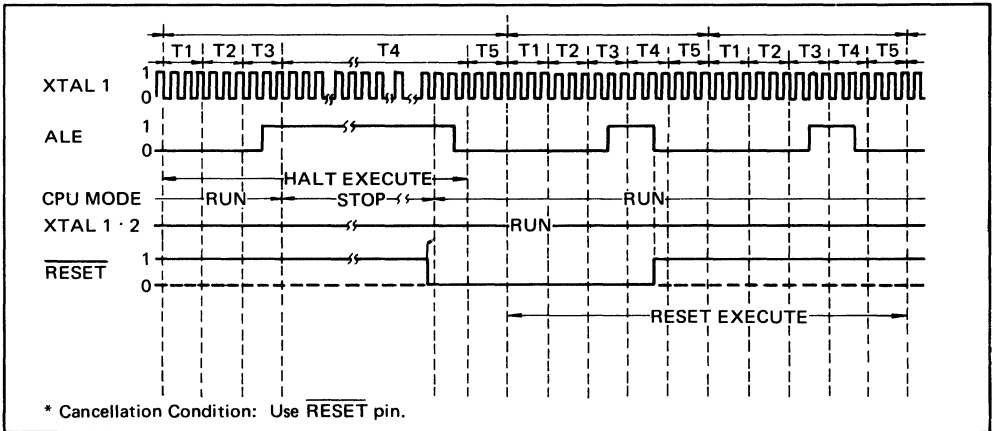 T1 T2 T3 T4 T5 T1 T2 T3 T4 T5 T1 T2 T3 T4 T5
XTAL 1 1
0
ALE 1
0
HALT EXECUTE
CPU MODE RUN STOP RUN
XTAL 1 · 2 RUN
RESET 1
0
RESET EXECUTE
* Cancellation Condition: Use RESET pin.